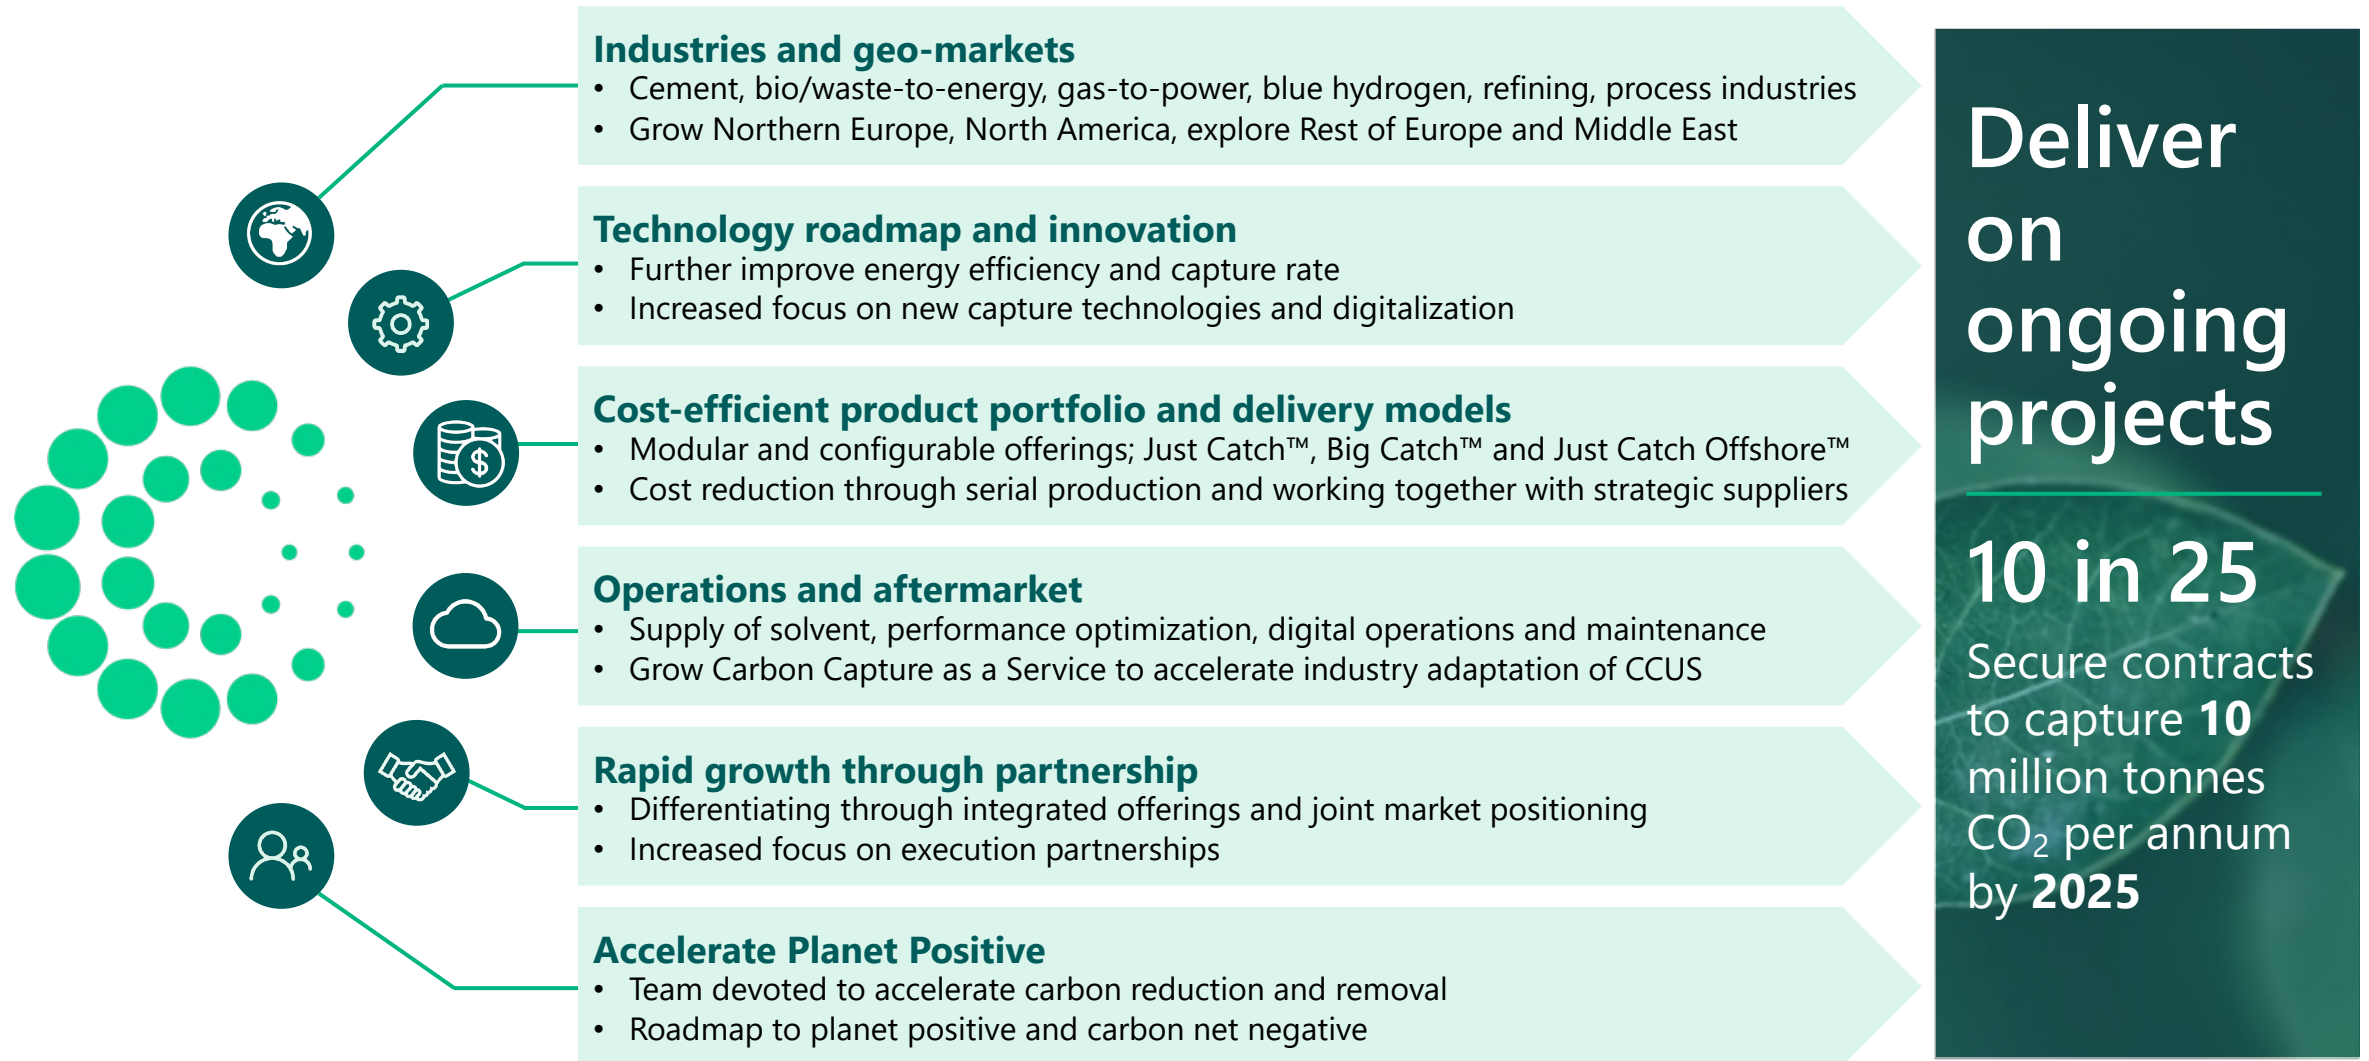 Industries and geo-markets
• Cement, bio/waste-to-energy, gas-to-power, blue hydrogen, refining, process industries
• Grow Northern Europe, North America, explore Rest of Europe and Middle East
Technology roadmap and innovation
• Further improve energy efficiency and capture rate
• Increased focus on new capture technologies and digitalization
Cost-efficient product portfolio and delivery models
• Modular and configurable offerings; Just Catch™, Big Catch™ and Just Catch Offshore™
• Cost reduction through serial production and working together with strategic suppliers
Operations and aftermarket
• Supply of solvent, performance optimization, digital operations and maintenance
• Grow Carbon Capture as a Service to accelerate industry adaptation of CCUS
Rapid growth through partnership
• Differentiating through integrated offerings and joint market positioning
• Increased focus on execution partnerships
Accelerate Planet Positive
• Team devoted to accelerate carbon reduction and removal
• Roadmap to planet positive and carbon net negative
Deliver
on
ongoing
projects
10 in 25
Secure contracts
to capture 10
million tonnes
CO₂ per annum
by 2025